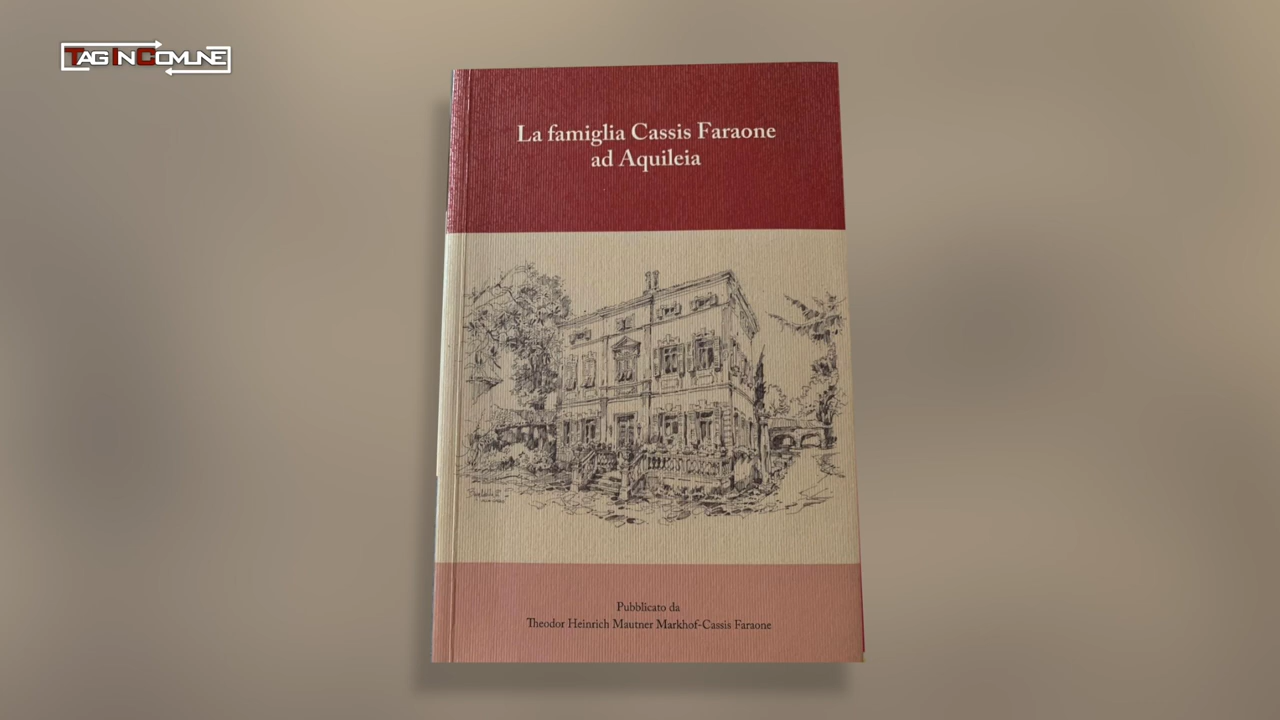 TAG IN COMUNE
La famiglia Cassis Faraone
ad Aquileia
Pubblicato da
Theodor Heinrich Mautner Markhof-Cassis Faraone